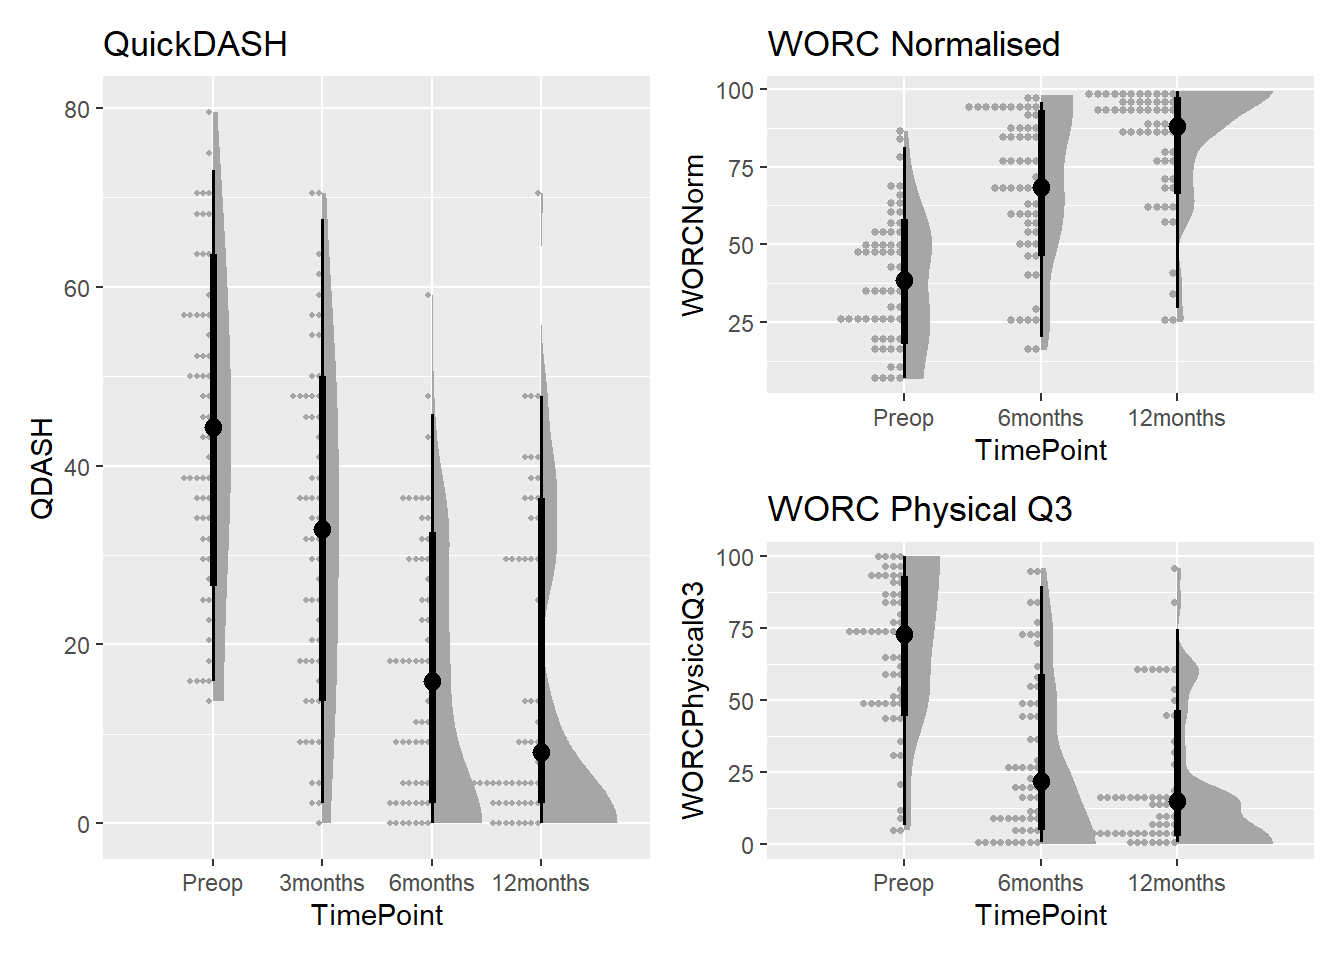 QuickDASH
QDASH
80
60
40
20
0
Preop 3months 6months 12months
TimePoint
WORC Normalised
WORCNorm
100
75
50
25
Preop 6months 12months
TimePoint
WORC Physical Q3
WORCPhysicalQ3
100
75
50
25
0
Preop 6months 12months
TimePoint